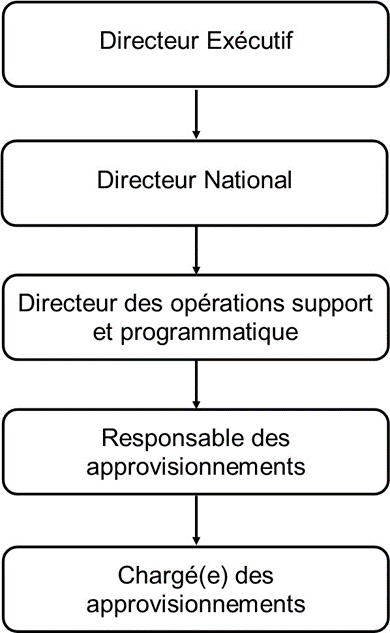 Directeur Exécutif
Directeur National
Directeur des opérations support
et programmatique
Responsable des
approvisionnements
Chargé(e) des
approvisionnements